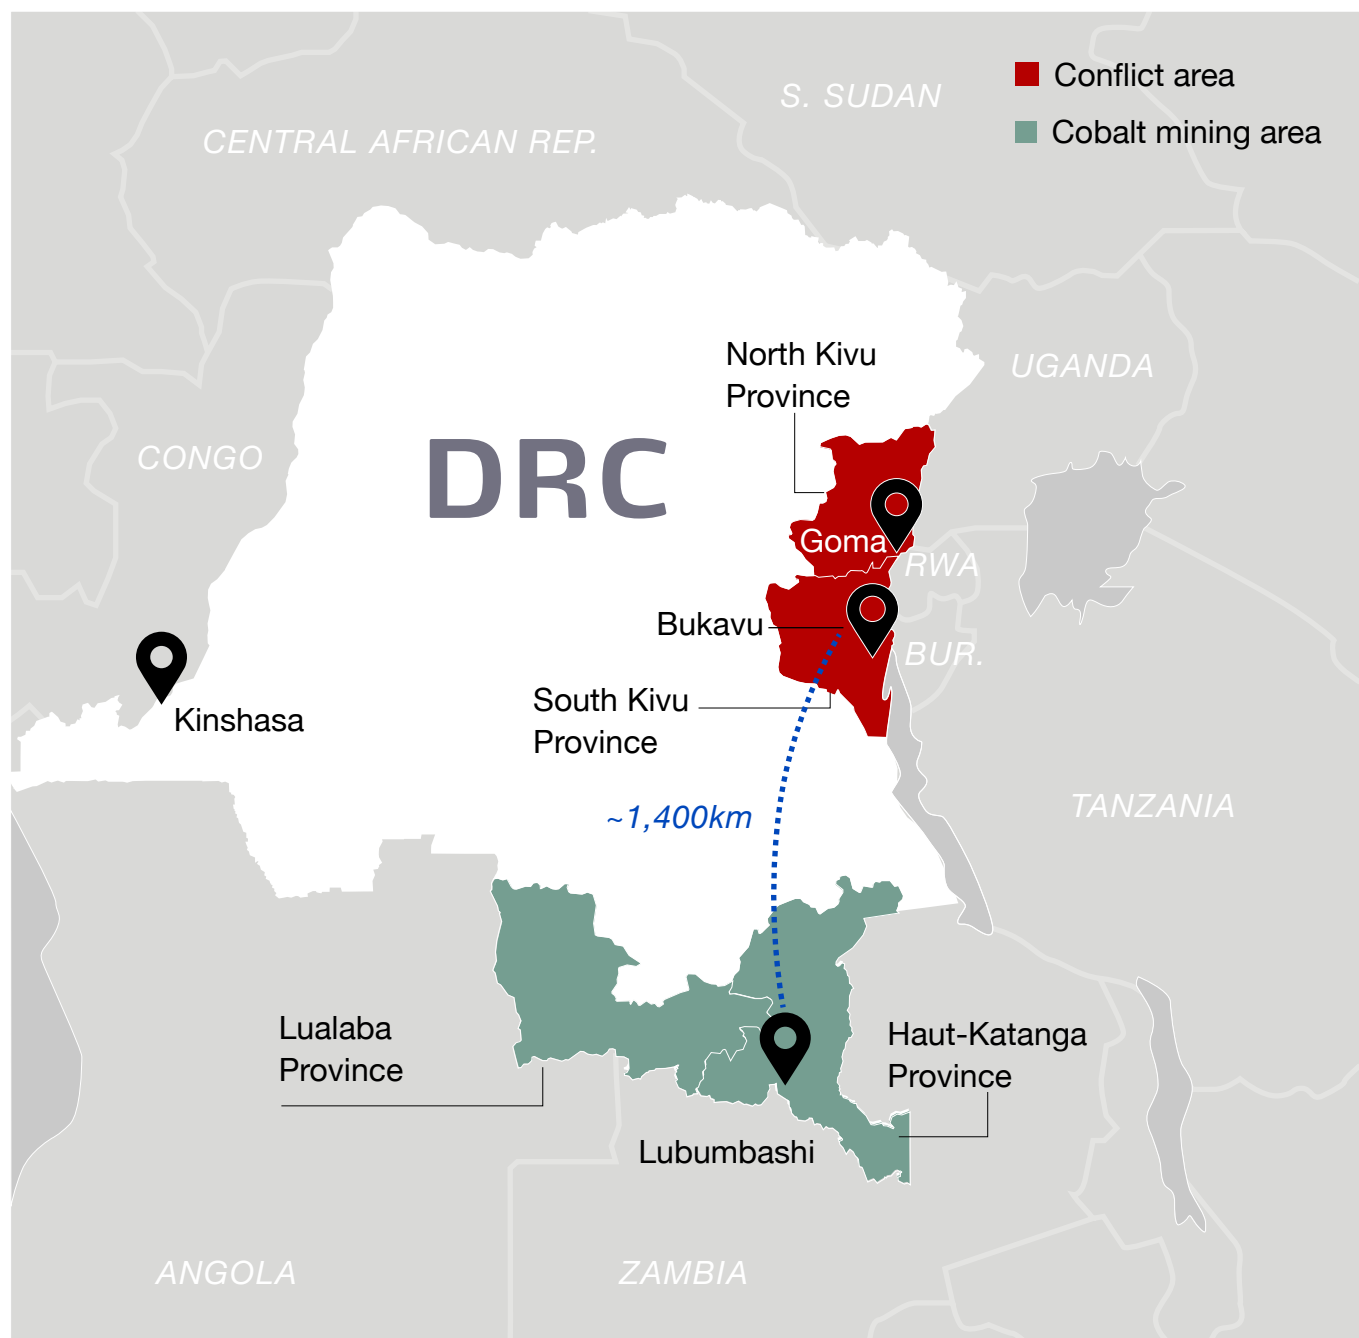 Conflict area
S. SUDAN
Cobalt mining area
CENTRAL AFRICAN REP.
North Kivu
Province
UGANDA
CONGO
DRC
Goma
RWA
Bukavu
BUR.
South Kivu
Province
Kinshasa
~1,400km
TANZANIA
Lualaba
Province
Haut-Katanga
Province
Lubumbashi
ANGOLA
ZAMBIA